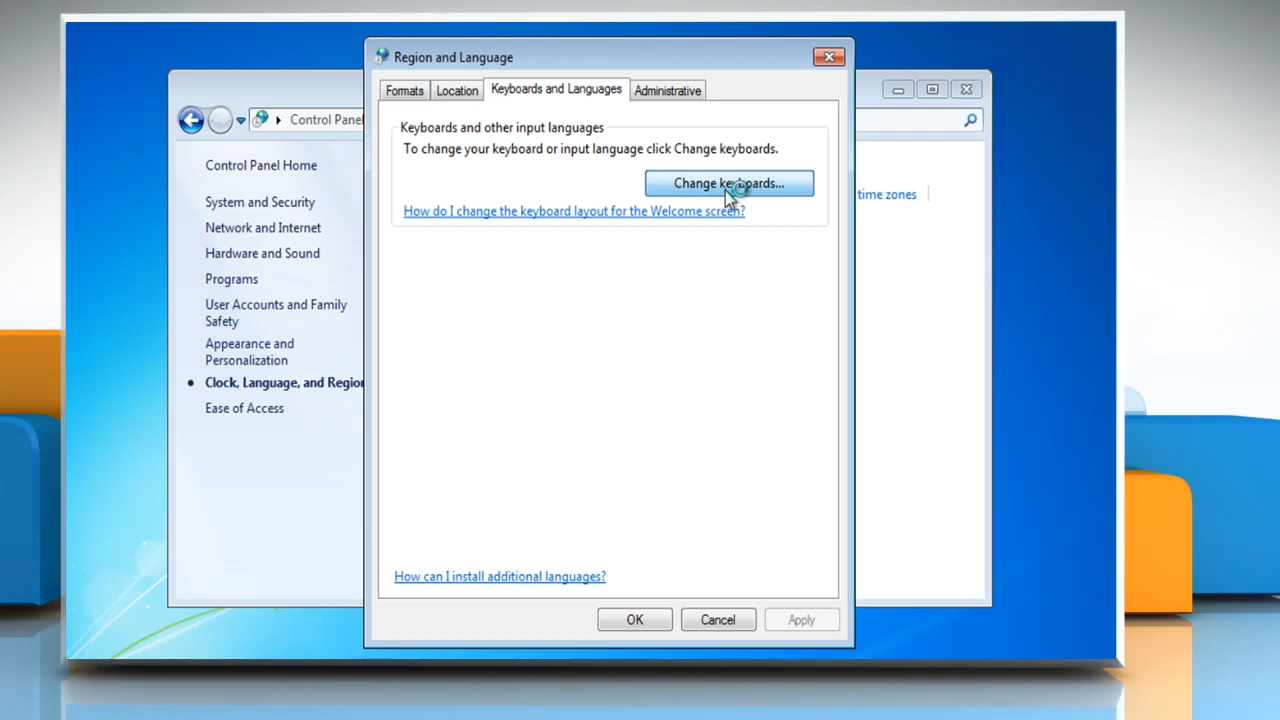 Region and Language
Formats
Location
Keyboards and Languages
Administrative
Control Panel
Keyboards and other input languages
To change your keyboard or input language click Change keyboards.
Change keyboards...
How do I change the keyboard layout for the Welcome screen?
Control Panel Home
System and Security
Network and Internet
Hardware and Sound
Programs
User Accounts and Family
Safety
Appearance and
Personalization
Clock, Language, and Region
Ease of Access
time zones
How can I install additional languages?
OK
Cancel
Apply